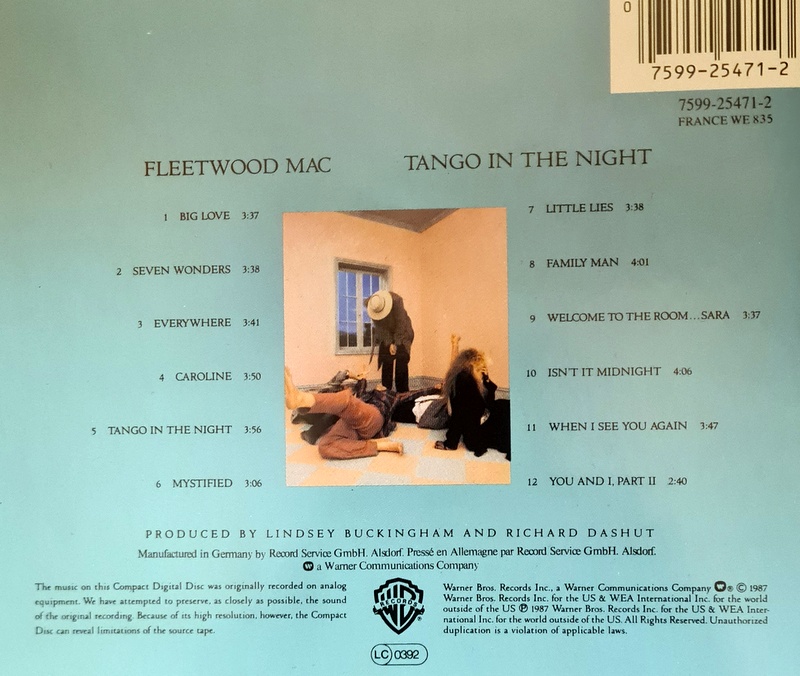 0
7599-25471-2
7599-25471-2
FRANCE WE 835
FLEETWOOD MAC
TANGO IN THE NIGHT
1 BIG LOVE 3:37
2 SEVEN WONDERS 3:38
3 EVERYWHERE 3:41
4 CAROLINE 3:50
5 TANGO IN THE NIGHT 3:56
6 MYSTIFIED 3:06
7 LITTLE LIES 3:38
8 FAMILY MAN 4:01
9 WELCOME TO THE ROOM...SARA 3:37
10 ISN'T IT MIDNIGHT 4:06
11 WHEN I SEE YOU AGAIN 3:47
12 YOU AND I, PART II 2:40
PRODUCED BY LINDSEY BUCKINGHAM AND RICHARD DASHUT
Manufactured in Germany by Record Service GmbH. Alsdorf. Pressé en Allemagne par Record Service GmbH. Alsdorf.
a Warner Communications Company
The music on this Compact Digital Disc was originally recorded on analog
equipment. We have attempted to preserve, as closely as possible, the sound
of the original recording. Because of its high resolution, however, the Compact
Disc can reveal limitations of the source tape.
WB RECORDS ®
LC 0392
Warner Bros. Records Inc., a Warner Communications Company ® © 1987
Warner Bros. Records Inc. for the US & WEA International Inc. for the world
outside of the US ℗ 1987 Warner Bros. Records Inc. for the US & WEA Inter-
national Inc. for the world outside of the US. All Rights Reserved. Unauthorized
duplication is a violation of applicable laws.